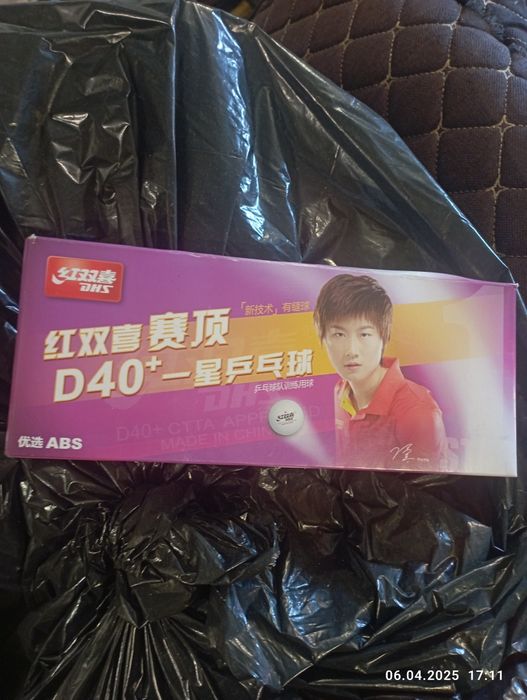 红双喜
DHS
「新技术」有缝球
红双喜 赛顶
D40+一星乒乓球
乒乓球队训练用球
D40+ CTTA APPROVED
MADE IN CHINA
优选 ABS
06.04.2025 17:11